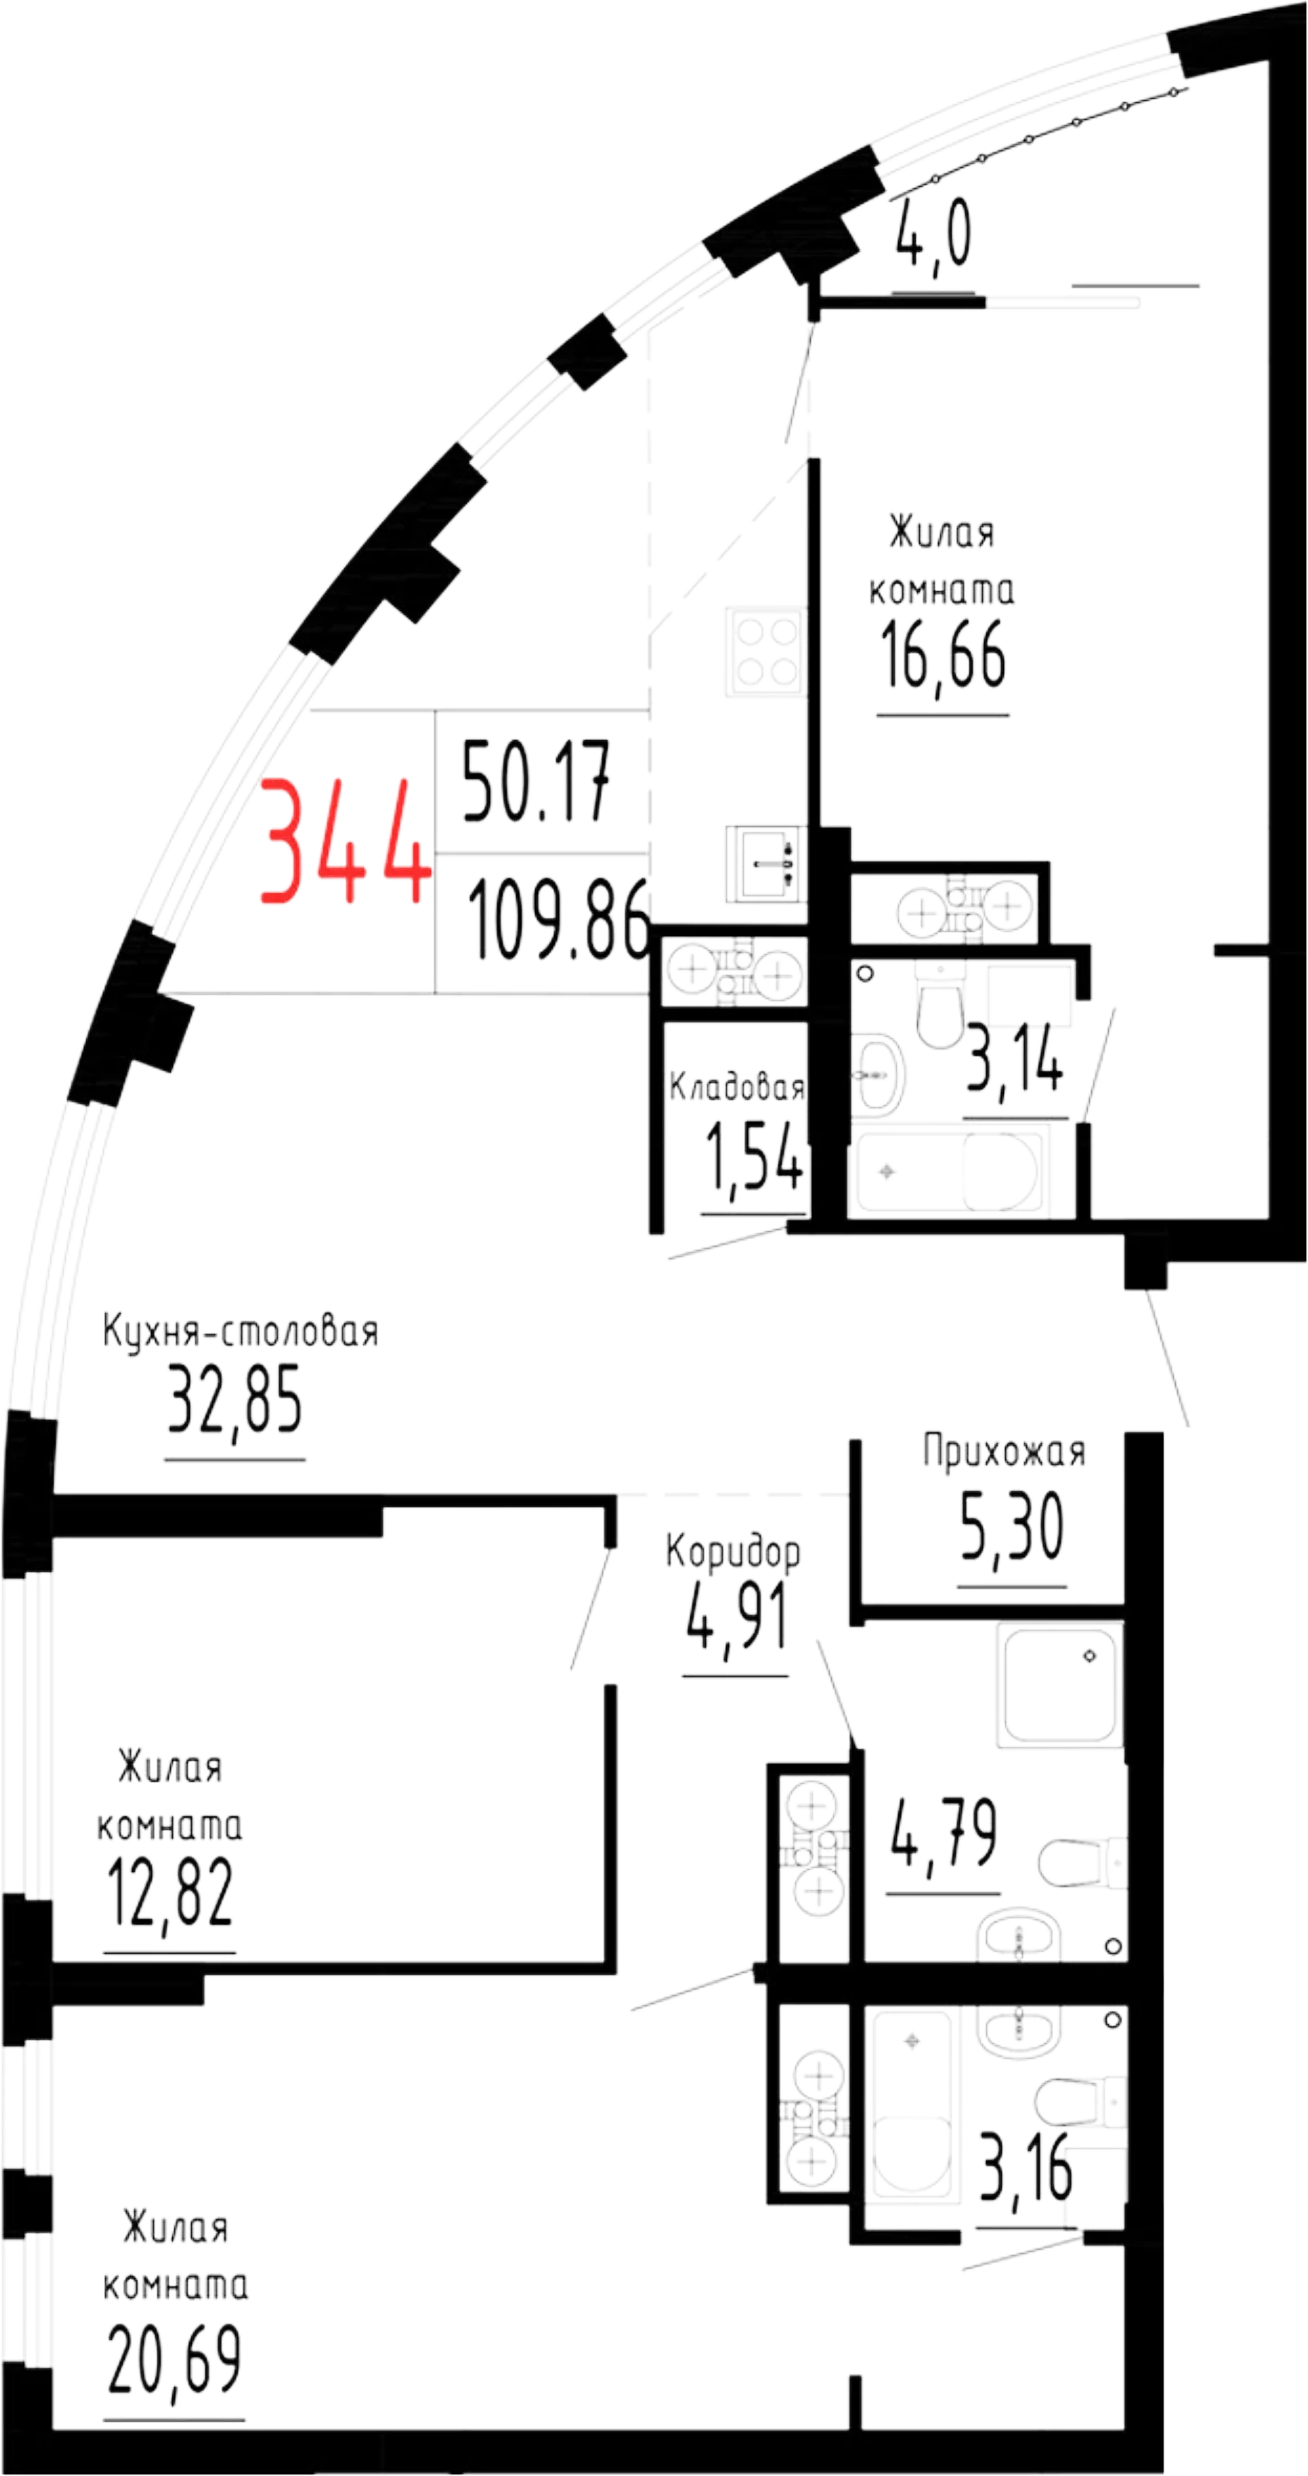 4,0
Жилая
комната
16,66
344
50.17
109.86
3,14
Кладовая
1,54
Кухня-столовая
32,85
Прихожая
5,30
Коридор
4,91
Жилая
комната
12,82
4,79
3,16
Жилая
комната
20,69